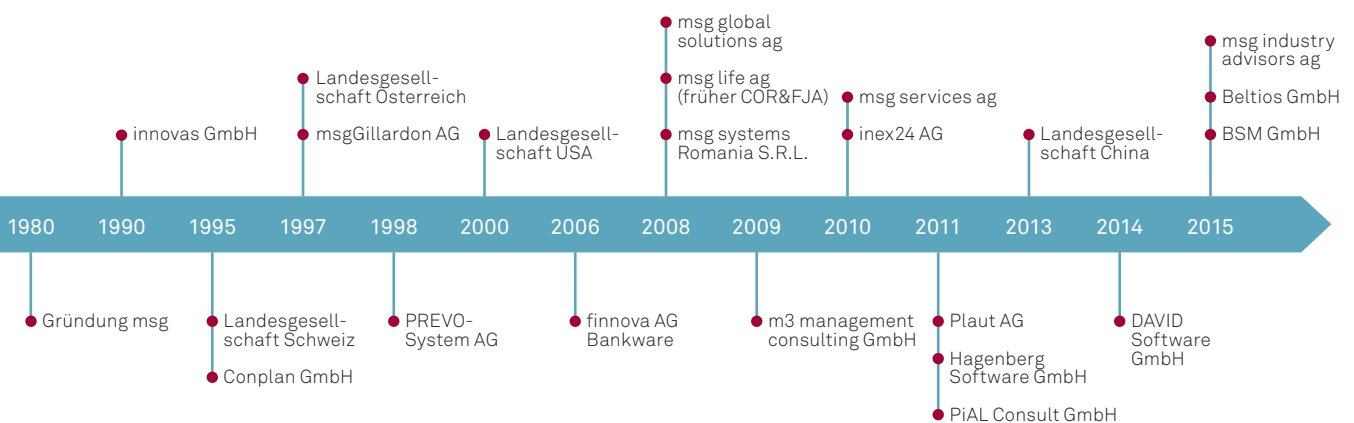 msg global
solutions ag
msg life ag
(früher COR&FJA)
msg systems
Romania S.R.L.
msg industry
advisors ag
Beltios GmbH
BSM GmbH
Landesgesell-
schaft Österreich
msgGillardon AG
msg services ag
inex24 AG
innovas GmbH
Landesgesell-
schaft USA
Landesgesell-
schaft China
1980 1990 1995 1997 1998 2000 2006 2008 2009 2010 2011 2013 2014 2015
Gründung msg
Landesgesell-
schaft Schweiz
Conplan GmbH
PREVO-
System AG
finnova AG
Bankware
m3 management
consulting GmbH
Plaut AG
Hagenberg
Software GmbH
PiAL Consult GmbH
DAVID
Software
GmbH